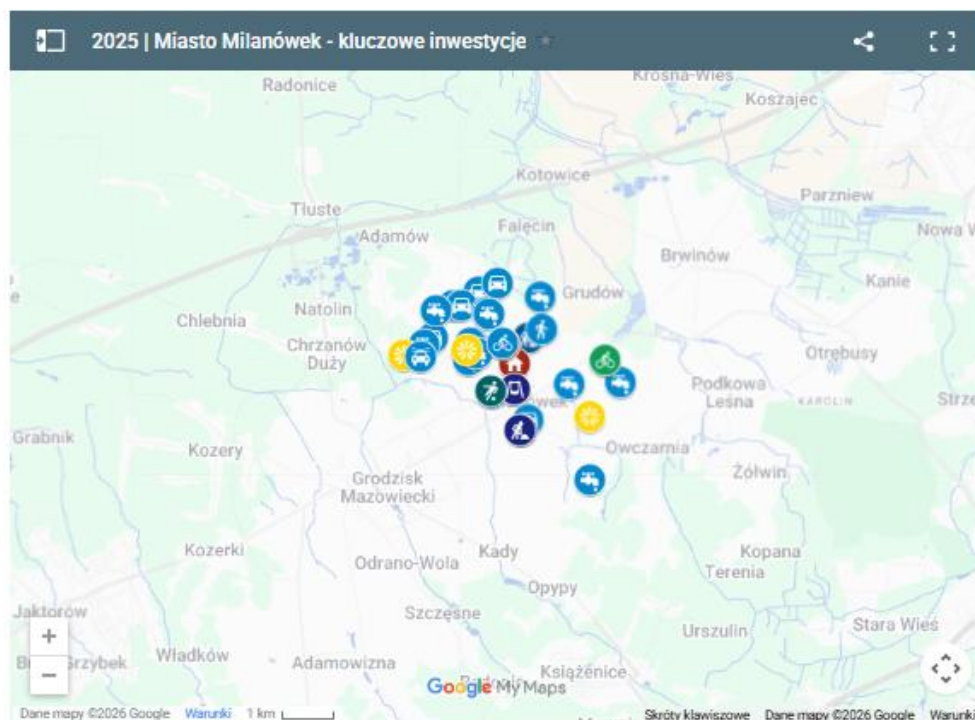 2025 | Miasto Milanówek - kluczowe inwestycje
Radonice
Krosna-Wieś
Koszajec
Kotowice
Parzniew
Tłuste
Falęcin
Nowa W
Adamów
Brwinów
Kanie
Natolin
Grudów
Chlebnia
Chrzanów
Duży
Otrębusy
Podkowa
Leśna
KAROLIN
Strze
Grabnik
Kozery
Owczarnia
Żółwin
Grodzisk
Mazowiecki
Kozerki
Odrano-Wola
Kady
Kopana
Terenia
Opypy
Jaktorów
Szczęsne
Urszulin
Stara Wieś
Władków
Adamowizna
Książenice
Google My Maps
Dane mapy ©2026 Google Warunki 1 km
Skróty klawiszowe Dane mapy ©2026 Google Warunki